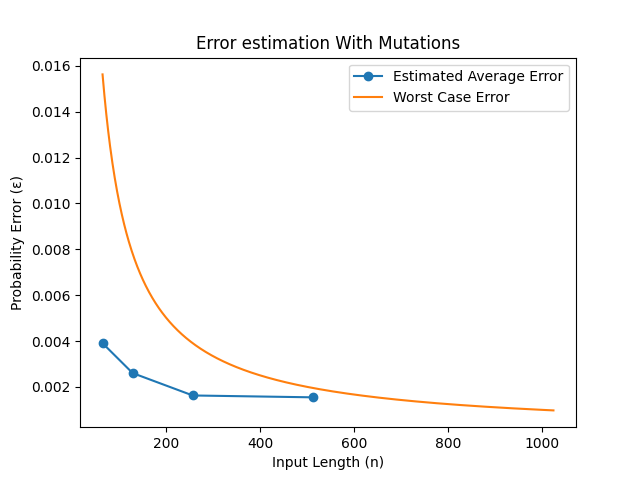 Error estimation With Mutations
Estimated Average Error
Worst Case Error
0.016
0.014
0.012
0.010
0.008
0.006
0.004
0.002
Probability Error (ε)
200
400
600
800
1000
Input Length (n)